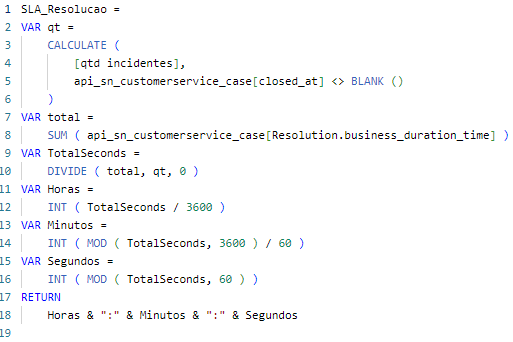 1 SLA_Resolucao =
2 VAR qt =
3 CALCULATE (
4 [qtd incidentes],
5 api_sn_customerservice_case[closed_at] <> BLANK ()
6 )
7 VAR total =
8 SUM ( api_sn_customerservice_case[Resolution.business_duration_time] )
9 VAR TotalSeconds =
10 DIVIDE ( total, qt, 0 )
11 VAR Horas =
12 INT ( TotalSeconds / 3600 )
13 VAR Minutos =
14 INT ( MOD ( TotalSeconds, 3600 ) / 60 )
15 VAR Segundos =
16 INT ( MOD ( TotalSeconds, 60 ) )
17 RETURN
18 Horas & ":" & Minutos & ":" & Segundos
19